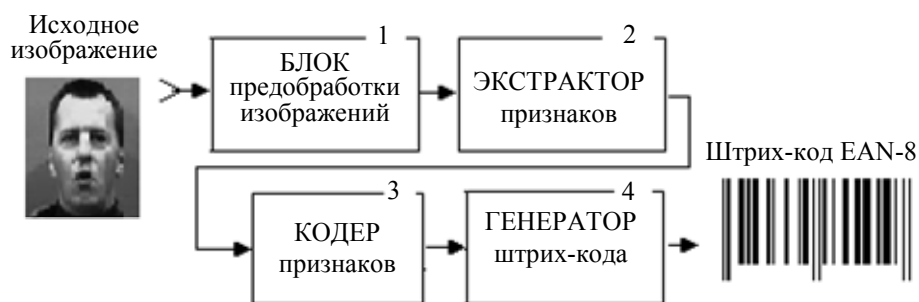 Исходное
изображение
1
БЛОК
предобработки
изображений
2
ЭКСТРАКТОР
признаков
Штрих-код EAN-8
3
КОДЕР
признаков
4
ГЕНЕРАТОР
штрих-кода